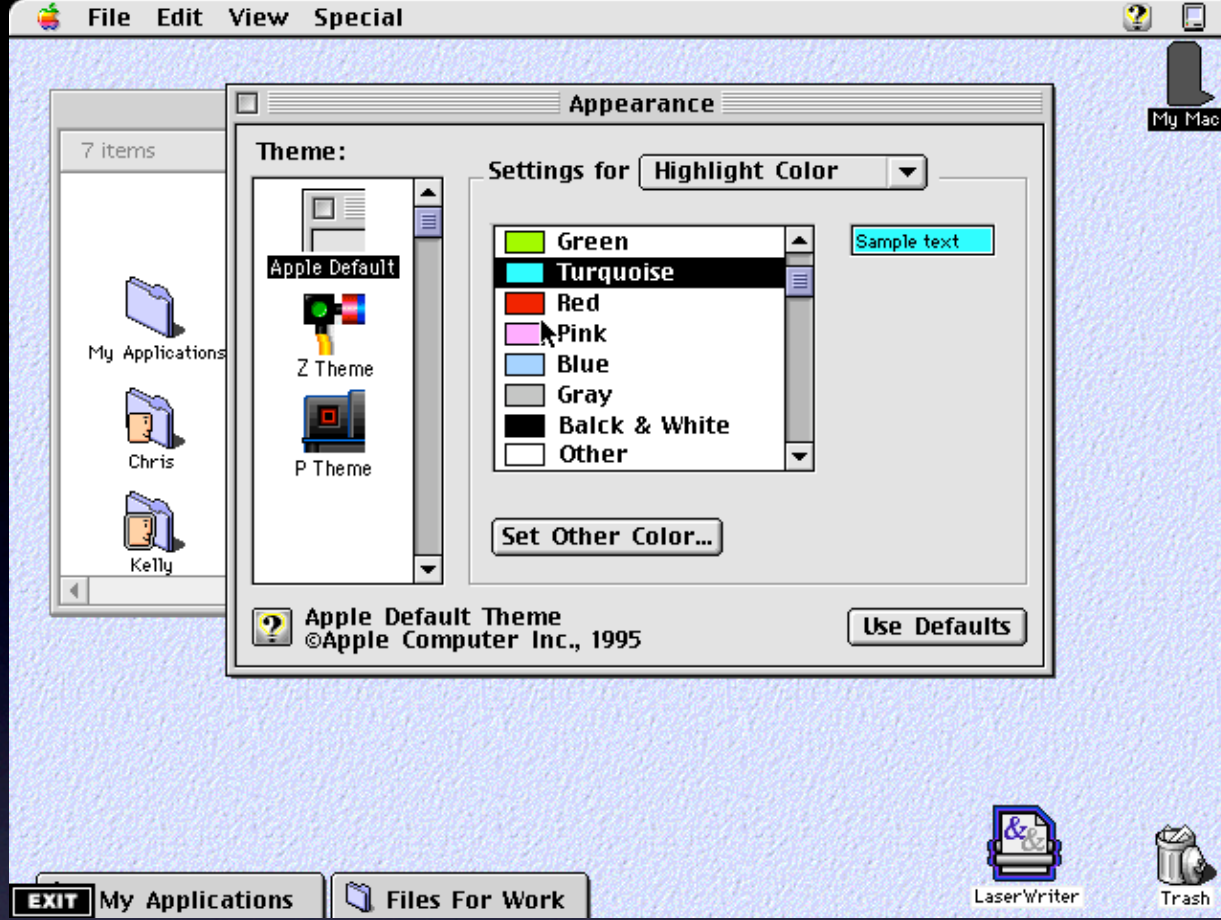 File Edit View Special
My Mac
Appearance
7 items
Theme:
Settings for Highlight Color
Apple Default
Z Theme
P Theme
Green
Turquoise
Red
Pink
Blue
Gray
Balck & White
Other
Sample text
Set Other Color...
My Applications
Chris
Kelly
Apple Default Theme
©Apple Computer Inc., 1995
Use Defaults
&&
LaserWriter
Trash
EXIT
My Applications
Files For Work